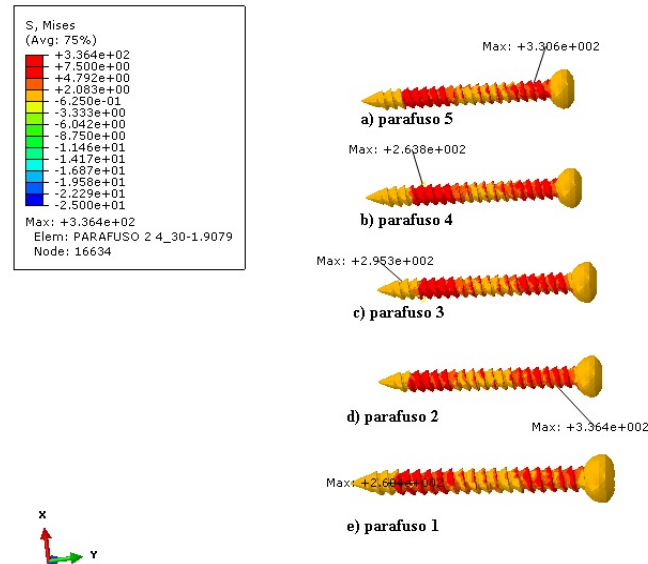 S, Mises
(Avg: 75%)
+3.364e+02
+7.500e+00
+4.792e+00
+2.083e+00
-6.250e-01
-3.333e+00
-6.042e+00
-8.750e+00
-1.146e+01
-1.417e+01
-1.687e+01
-1.958e+01
-2.229e+01
-2.500e+01
Max: +3.364e+02
Elem: PARAFUSO 2 4_30-1.9079
Node: 16634
Max: +3.306e+002
a) parafuso 5
Max: +2.638e+002
b) parafuso 4
Max: +2.953e+002
c) parafuso 3
d) parafuso 2
Max: +3.364e+002
Max: +2.604e+002
e) parafuso 1
X
Y